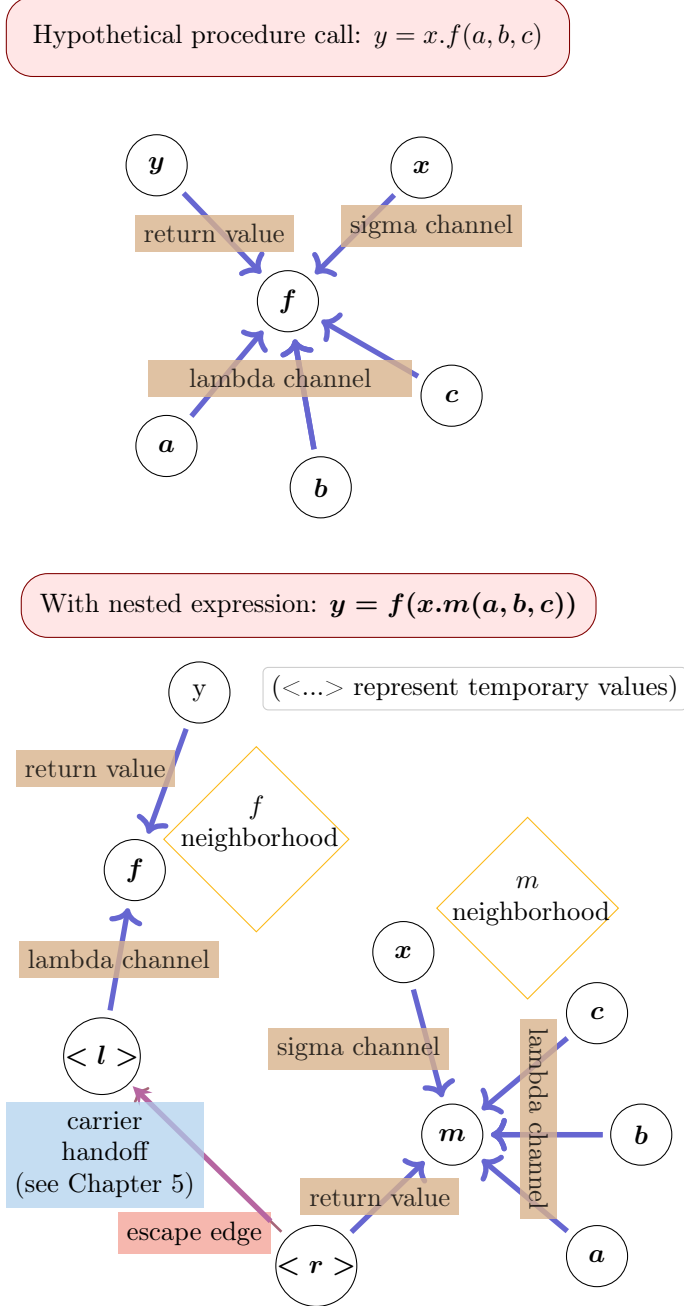 Hypothetical procedure call: y = x.f(a, b, c)
y
x
return value
sigma channel
f
lambda channel
c
a
b
With nested expression: y = f(x.m(a, b, c))
y
(<...> represent temporary values)
return value
f
neighborhood
f
m
neighborhood
lambda channel
x
c
< l >
sigma channel
lambda channel
carrier
handoff
(see Chapter 5)
m
b
return value
escape edge
< r >
a